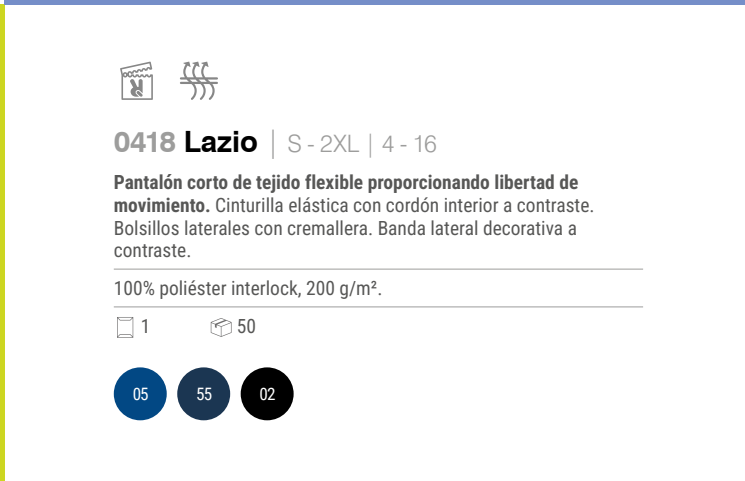 0418 Lazio | S - 2XL | 4 - 16
Pantalón corto de tejido flexible proporcionando libertad de
movimiento. Cinturilla elástica con cordón interior a contraste.
Bolsillos laterales con cremallera. Banda lateral decorativa a
contraste.
100% poliéster interlock, 200 g/m².
1 50
05 55 02